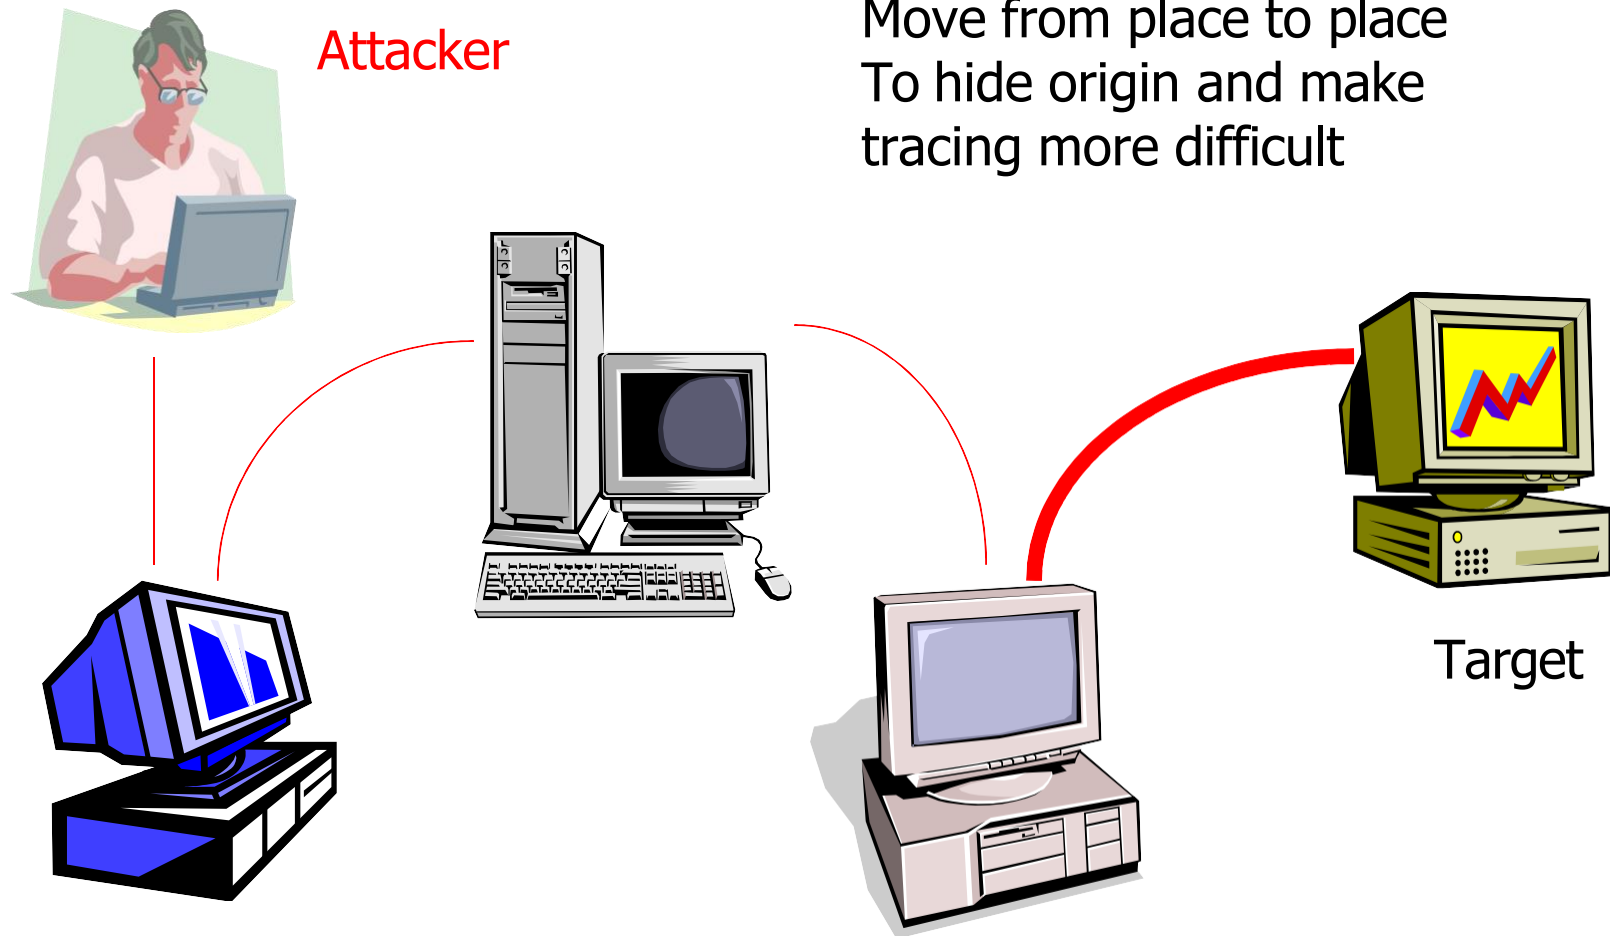 Attacker
Move from place to place
To hide origin and make
tracing more difficult
Target